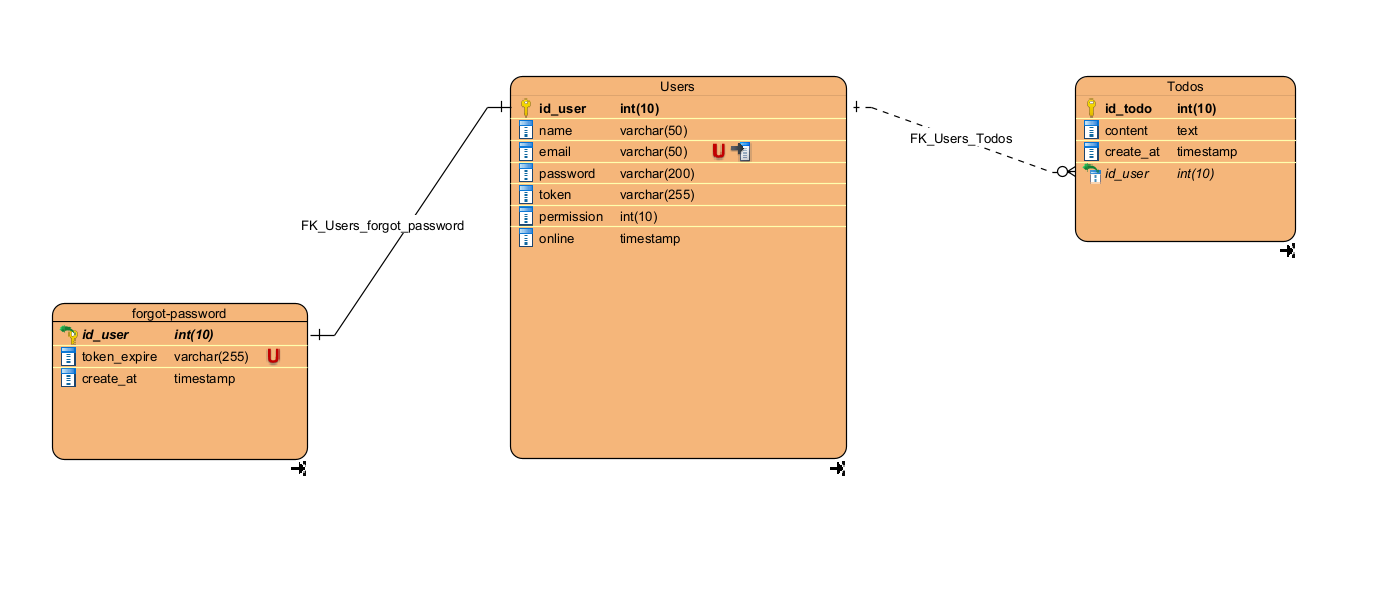 Users
id_user int(10)
name varchar(50)
email varchar(50) U
password varchar(200)
token varchar(255)
permission int(10)
online timestamp
Todos
id_todo int(10)
content text
create_at timestamp
id_user int(10)
FK_Users_Todos
FK_Users_forgot_password
forgot-password
id_user int(10)
token_expire varchar(255) U
create_at timestamp